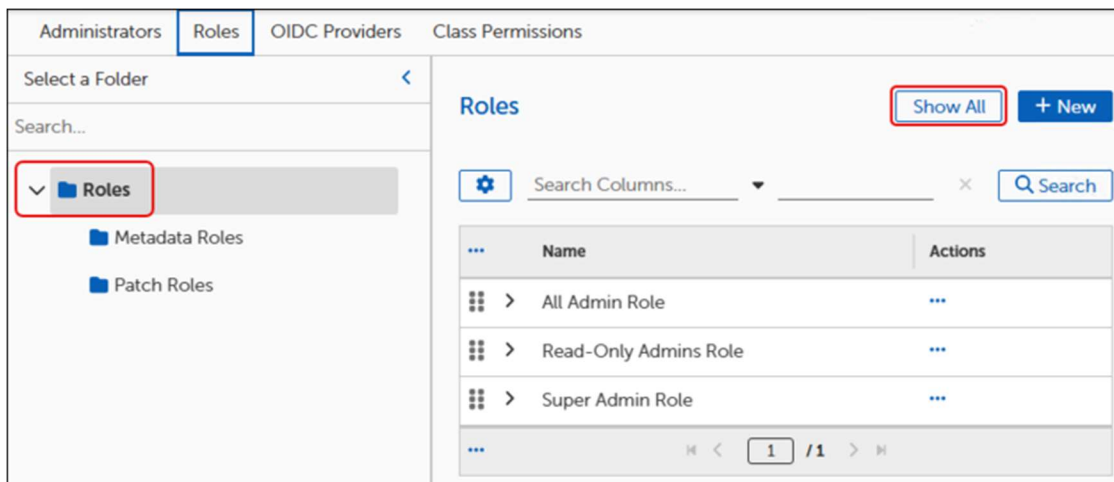 Administrators Roles OIDC Providers Class Permissions
Select a Folder
Search...
Roles
Metadata Roles
Patch Roles
Roles
Show All
+ New
Search Columns...
Search
Name Actions
All Admin Role
Read-Only Admins Role
Super Admin Role
1 / 1